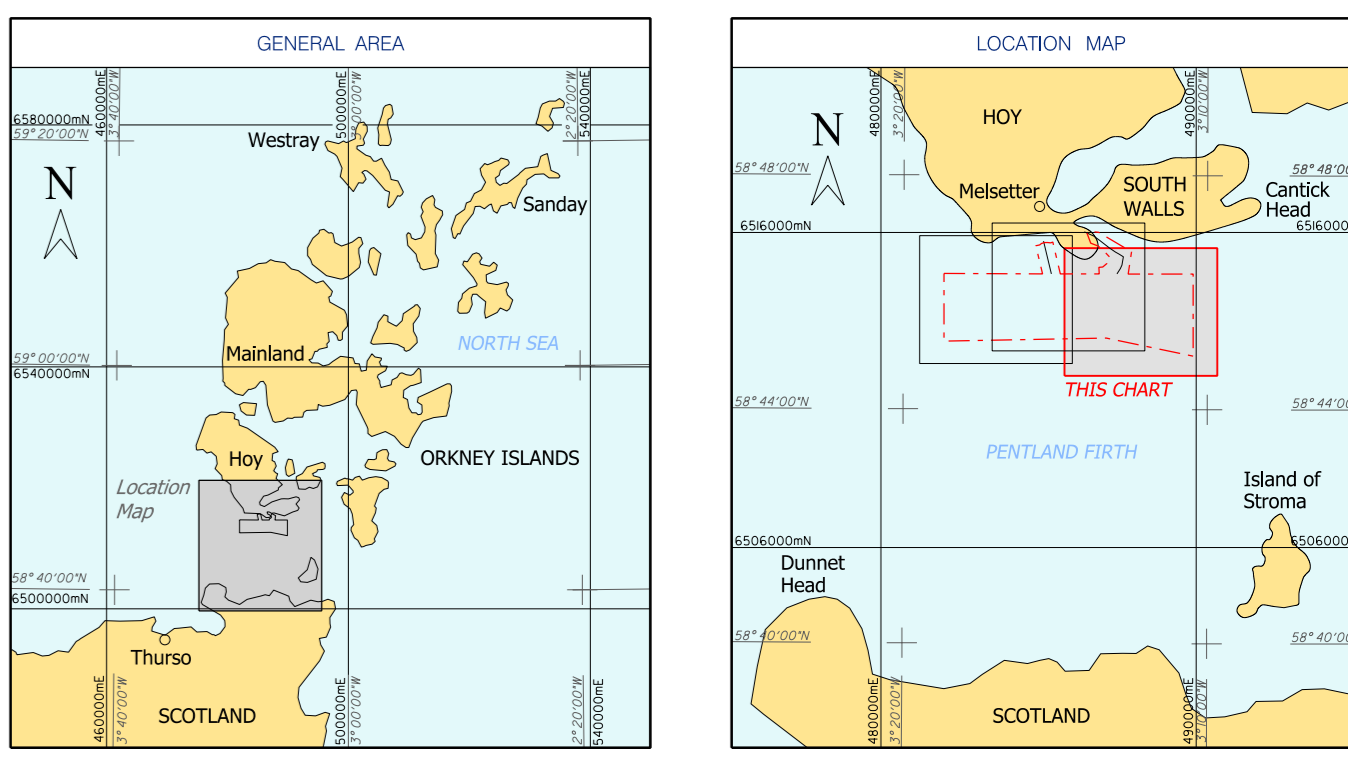 GENERAL AREA
460000mE
3° 40'00"W
500000mE
3° 00'00"W
2° 20'00"W
540000mE
6580000mN
59° 20'00"N
Westray
N
Sanday
NORTH SEA
Mainland
59° 00'00"N
6540000mN
Hoy
ORKNEY ISLANDS
Location
Map
58° 40'00"N
6500000mN
Thurso
SCOTLAND
460000mE
3° 40'00"W
500000mE
3° 00'00"W
2° 20'00"W
540000mE
LOCATION MAP
480000mE
3° 20'00"W
490000mE
3° 10'00"W
HOY
N
58° 48'00"N
58° 48'00
Melsetter
SOUTH
WALLS
Cantick
Head
6516000mN
6516000
THIS CHART
58° 44'00"N
58° 44'00
PENTLAND FIRTH
Island of
Stroma
6506000mN
6506000
Dunnet
Head
58° 40'00"N
58° 40'00
480000mE
3° 20'00"W
490000mE
3° 10'00"W
SCOTLAND